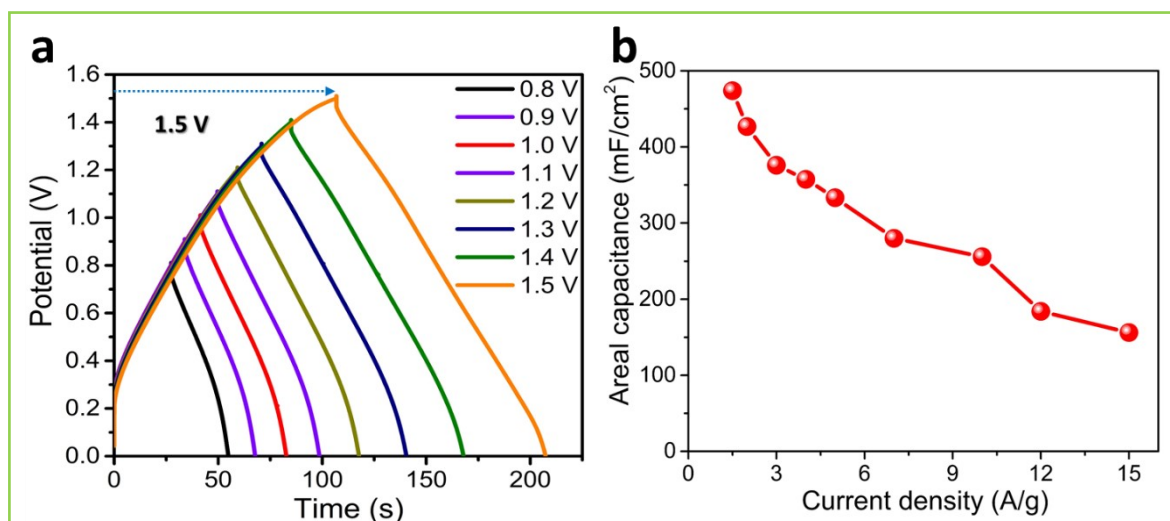 a
1.6
1.4
1.2
1.0
0.8
0.6
0.4
0.2
0.0
Potential (V)
1.5 V
0.8 V
0.9 V
1.0 V
1.1 V
1.2 V
1.3 V
1.4 V
1.5 V
0 50 100 150 200
Time (s)
b
500
400
300
200
100
0
Areal capacitance (mF/cm²)
0 3 6 9 12 15
Current density (A/g)